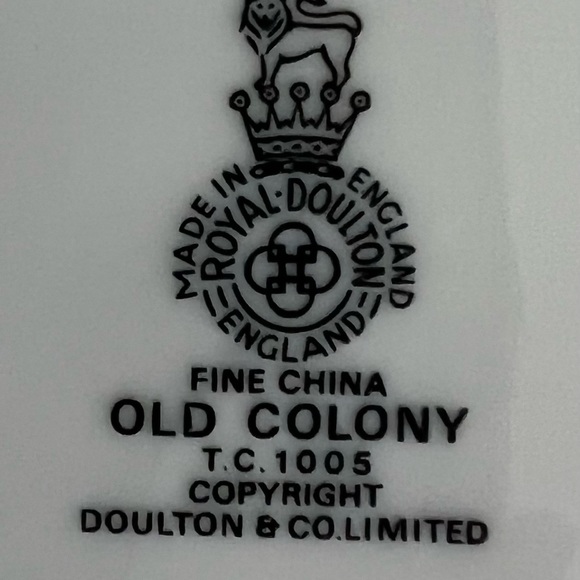 MADE IN ENGLAND
ROYAL·DOULTON
ENGLAND
FINE CHINA
OLD COLONY
T.C.1005
COPYRIGHT
DOULTON & CO.LIMITED